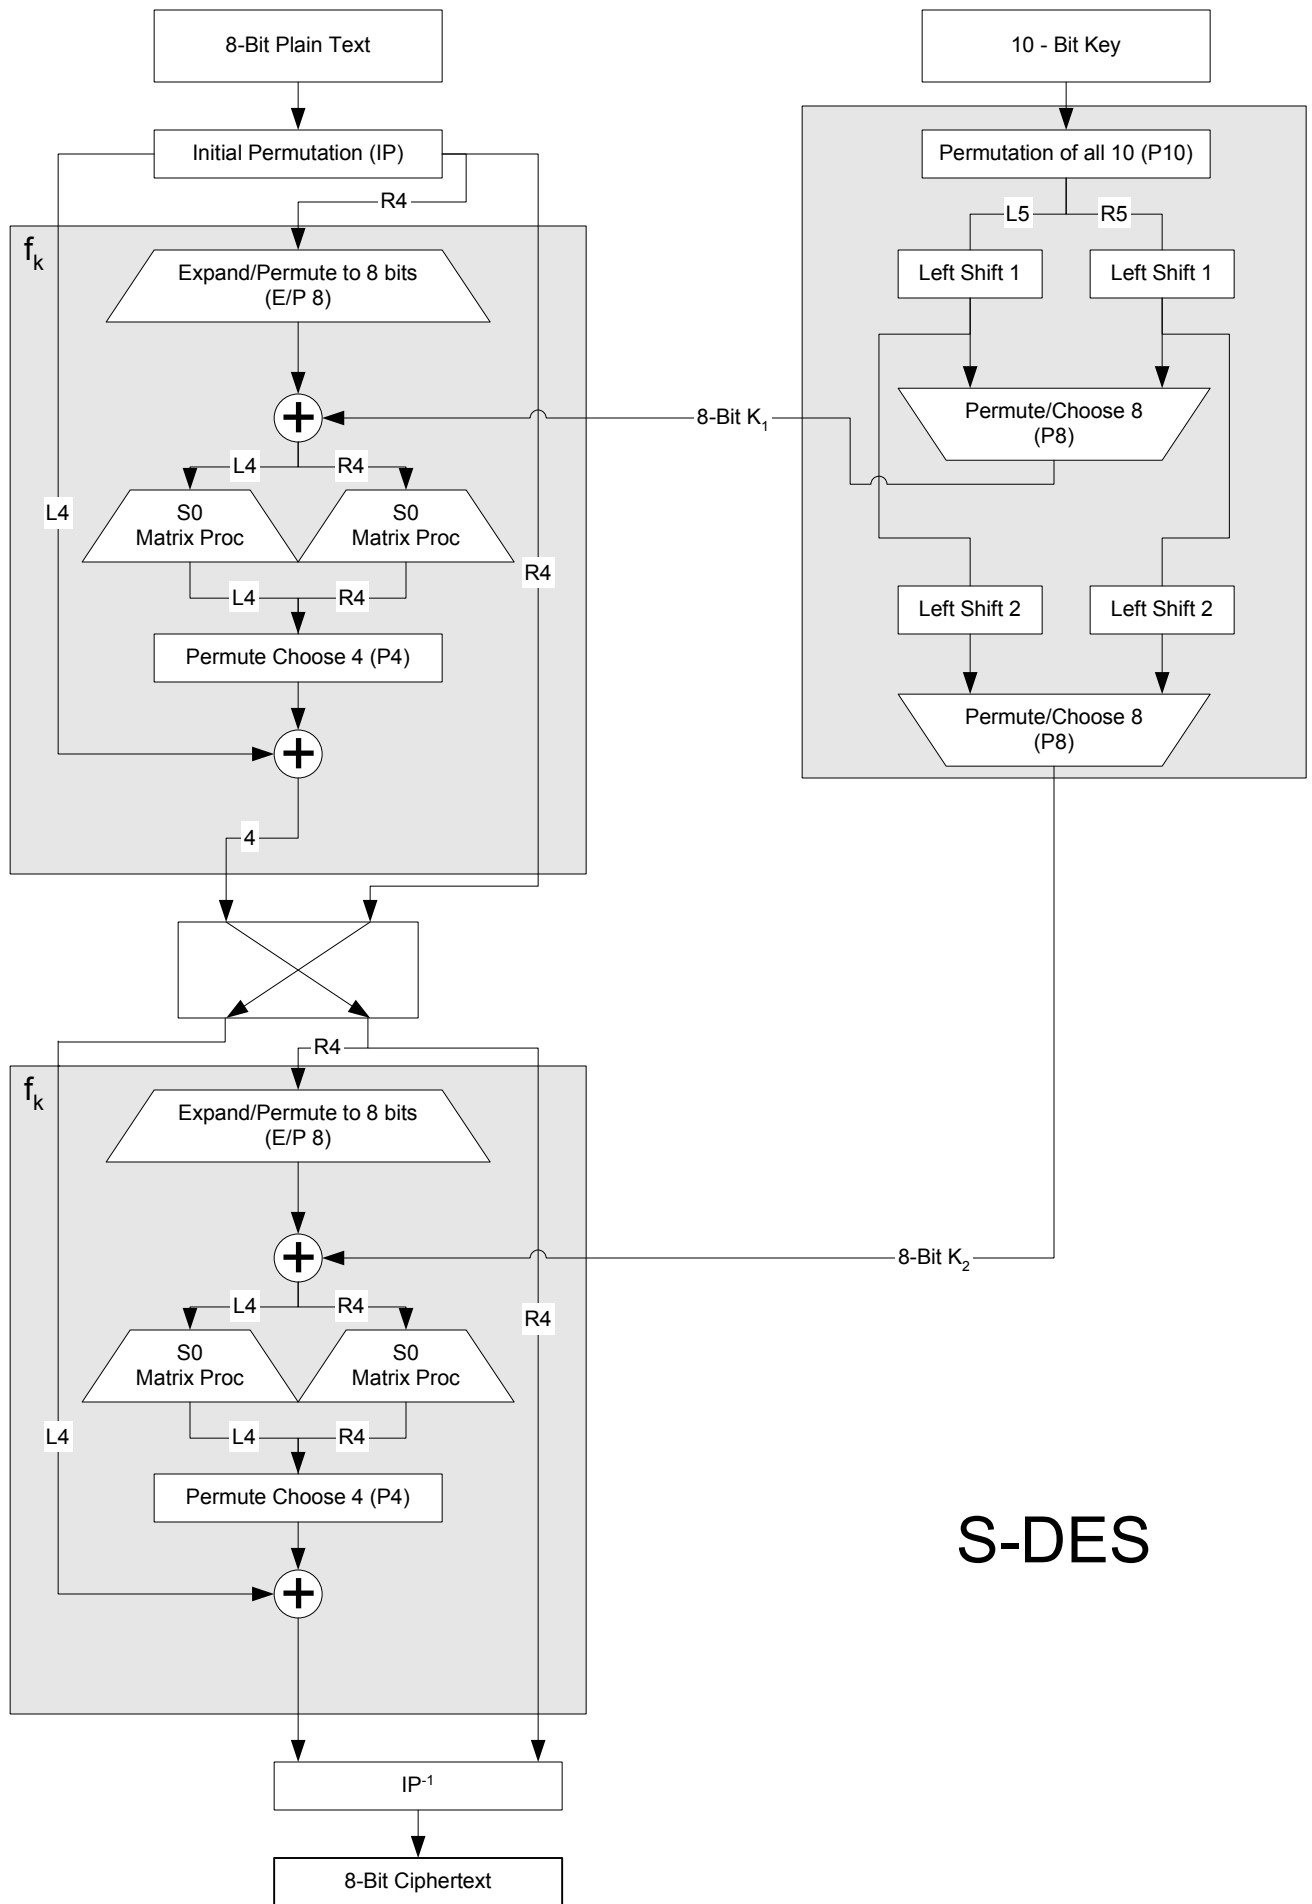 8-Bit Plain Text
10 - Bit Key
Initial Permutation (IP)
Permutation of all 10 (P10)
R4
L5
R5
f_k
Expand/Permute to 8 bits
(E/P 8)
Left Shift 1
Left Shift 1
8-Bit K₁
Permute/Choose 8
(P8)
L4
R4
L4
S0
Matrix Proc
S0
Matrix Proc
R4
L4
R4
Left Shift 2
Left Shift 2
Permute Choose 4 (P4)
Permute/Choose 8
(P8)
4
R4
f_k
Expand/Permute to 8 bits
(E/P 8)
8-Bit K₂
L4
R4
R4
S0
Matrix Proc
S0
Matrix Proc
L4
L4
R4
Permute Choose 4 (P4)
S-DES
IP⁻¹
8-Bit Ciphertext